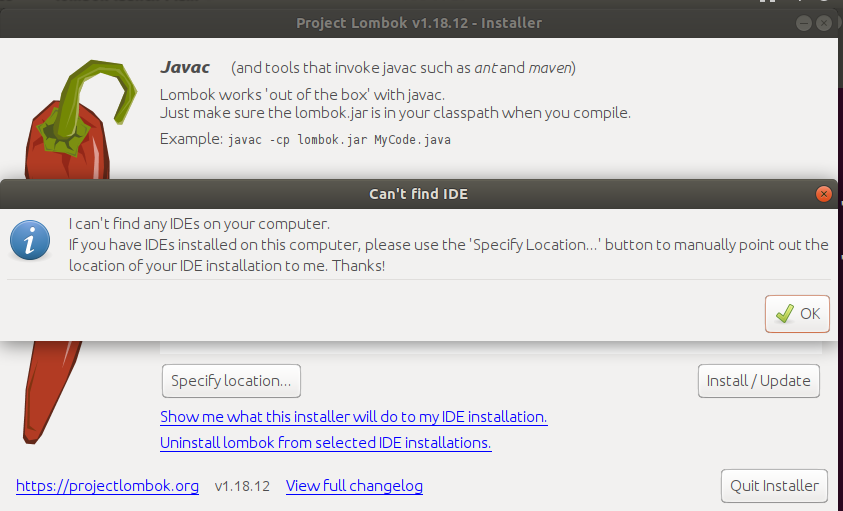 Project Lombok v1.18.12 - Installer
Javac (and tools that invoke javac such as ant and maven)
Lombok works 'out of the box' with javac.
Just make sure the lombok.jar is in your classpath when you compile.
Example: javac -cp lombok.jar MyCode.java
Can't find IDE
I can't find any IDEs on your computer.
If you have IDEs installed on this computer, please use the 'Specify Location...' button to manually point out the
location of your IDE installation to me. Thanks!
OK
Specify location... Install / Update
Show me what this installer will do to my IDE installation.
Uninstall lombok from selected IDE installations.
https://projectlombok.org v1.18.12 View full changelog Quit Installer